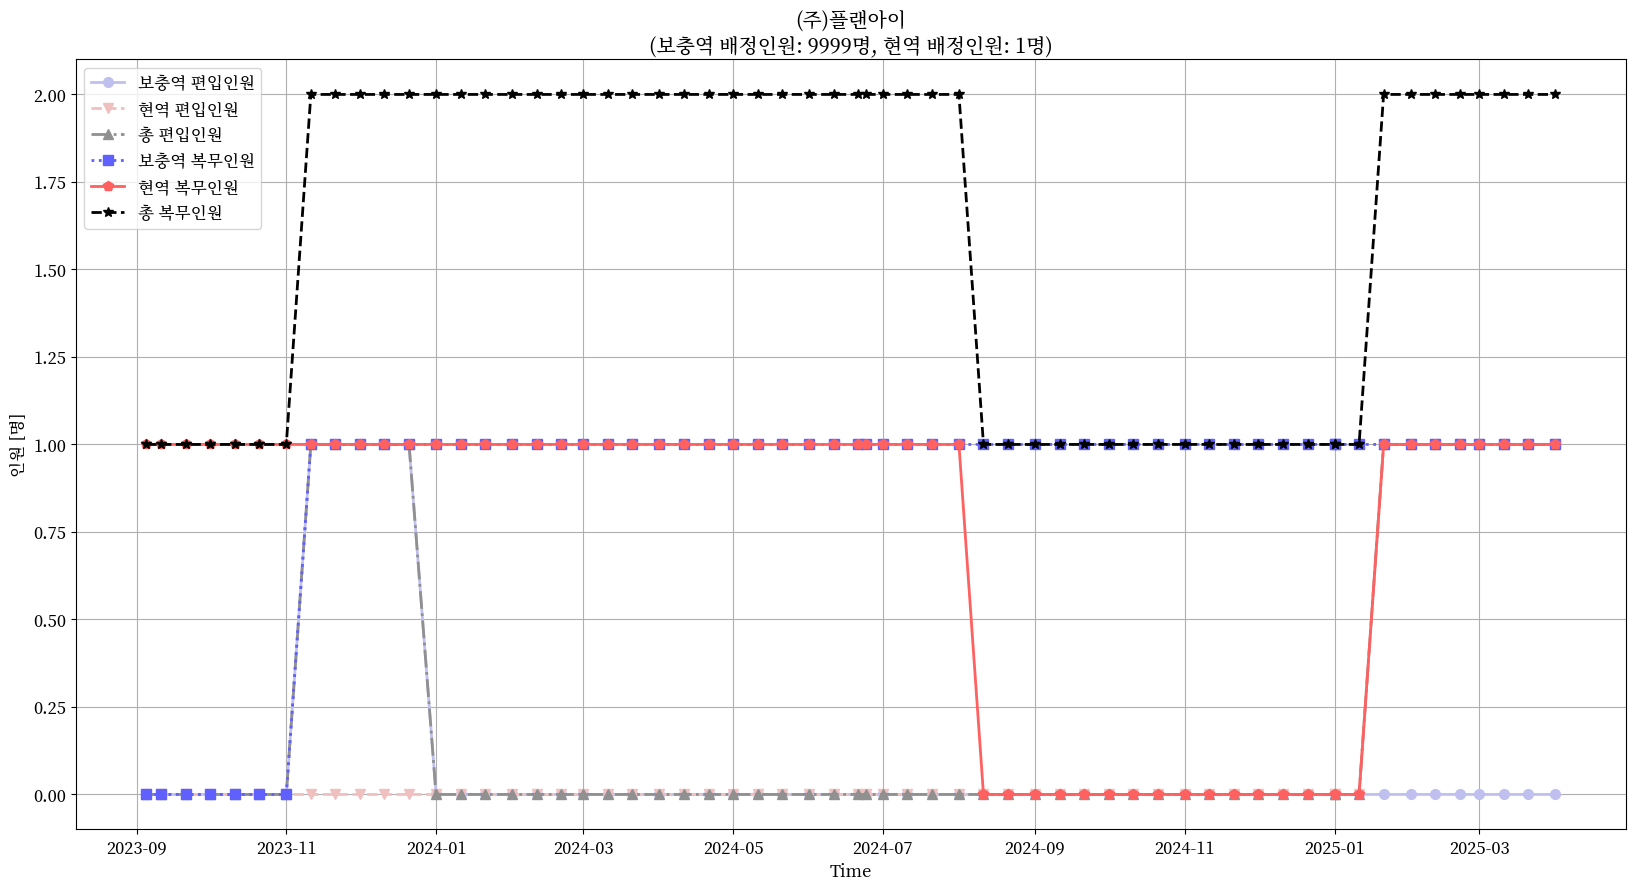 (주)플랜아이
(보충역 배정인원: 9999명, 현역 배정인원: 1명)
보충역 편입인원
현역 편입인원
총 편입인원
보충역 복무인원
현역 복무인원
총 복무인원
인원 [명]
2.00
1.75
1.50
1.25
1.00
0.75
0.50
0.25
0.00
2023-09 2023-11 2024-01 2024-03 2024-05 2024-07 2024-09 2024-11 2025-01 2025-03
Time